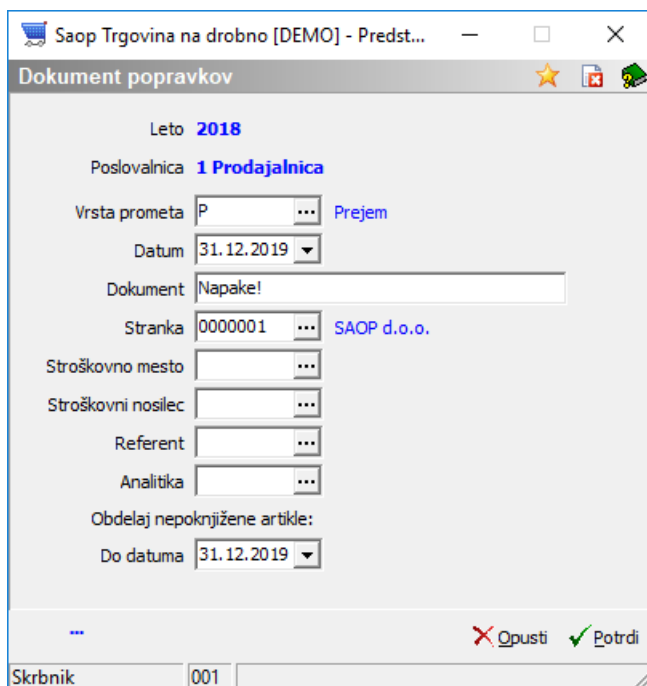 Saop Trgovina na drobno [DEMO] - Predst...
Dokument popravkov
Leto 2018
Poslovalnica 1 Prodajalnica
Vrsta prometa P ... Prejem
Datum 31.12.2019
Dokument Napake!
Stranka 0000001 ... SAOP d.o.o.
Stroškovno mesto ...
Stroškovni nosilec ...
Referent ...
Analitika ...
Obdelaj nepoknjižene artikle:
Do datuma 31.12.2019
... Opusti Potrdi
Skrbnik 001